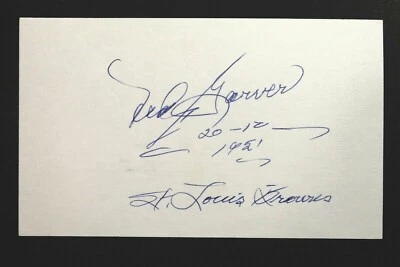 Ned Garver
20-12
1951
St. Louis Browns